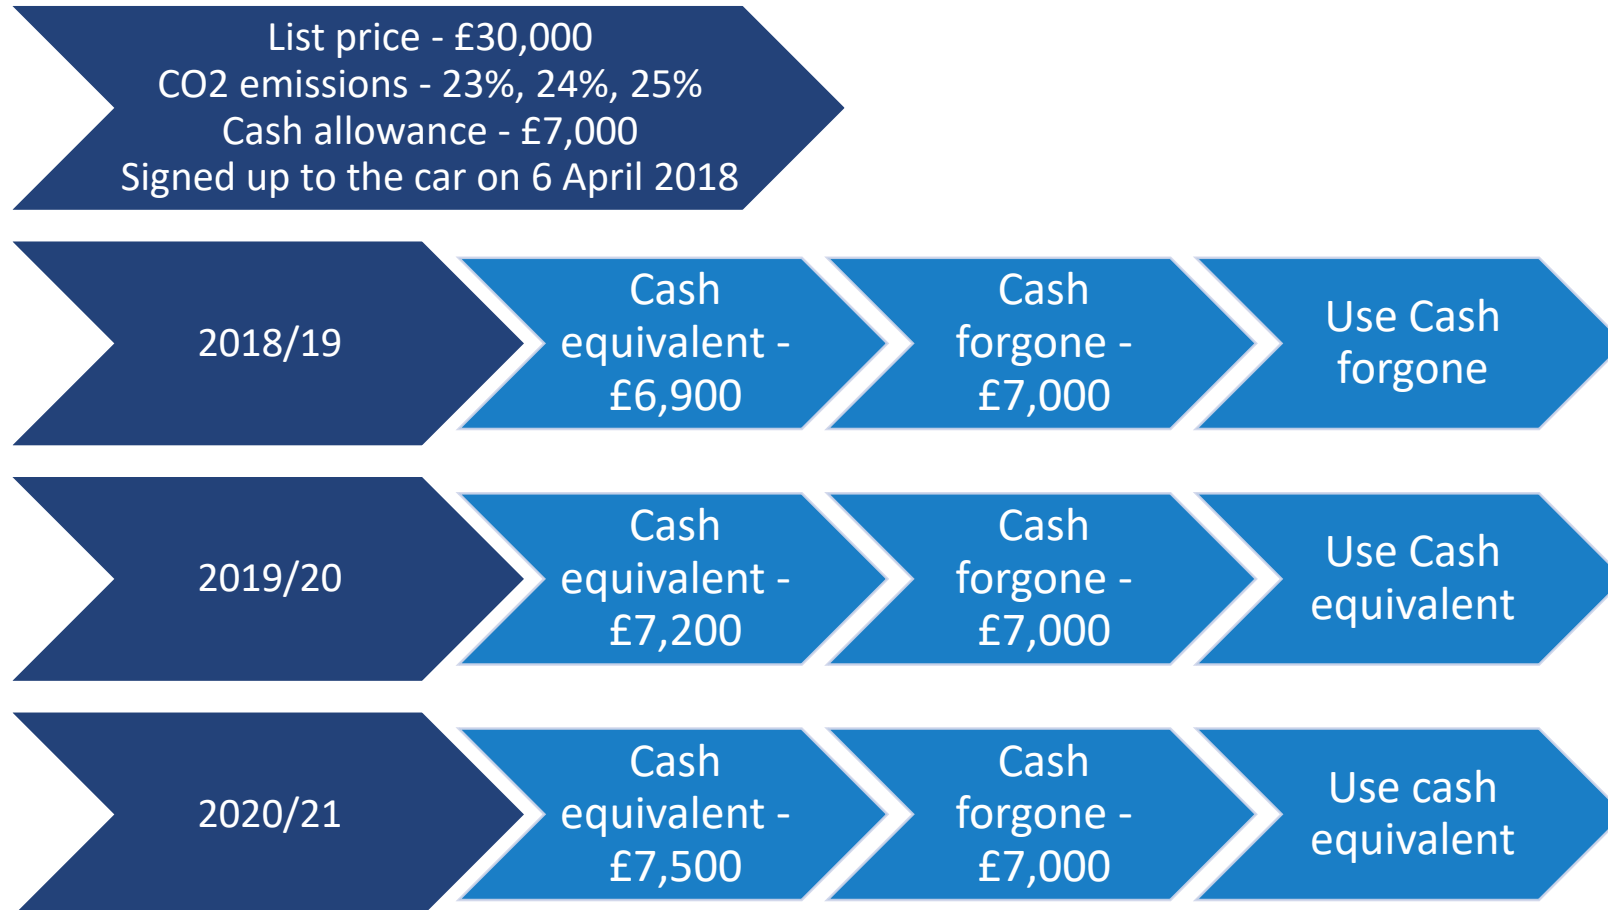 List price - £30,000
CO2 emissions - 23%, 24%, 25%
Cash allowance - £7,000
Signed up to the car on 6 April 2018
2018/19
Cash
equivalent -
£6,900
Cash
forgone -
£7,000
Use Cash
forgone
2019/20
Cash
equivalent -
£7,200
Cash
forgone -
£7,000
Use Cash
equivalent
2020/21
Cash
equivalent -
£7,500
Cash
forgone -
£7,000
Use cash
equivalent